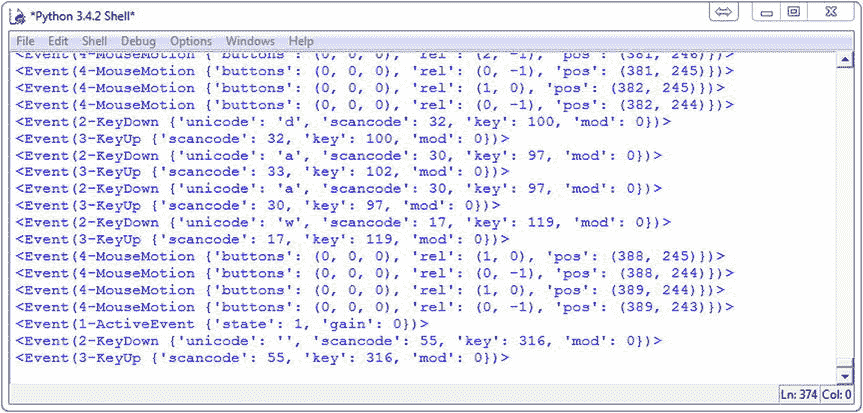 *Python 3.4.2 Shell*
File Edit Shell Debug Options Windows Help
<Event(4-MouseMotion {'buttons': (0, 0, 0), 'rel': (2, -1), 'pos': (381, 246)})>
<Event(4-MouseMotion {'buttons': (0, 0, 0), 'rel': (0, -1), 'pos': (381, 245)})>
<Event(4-MouseMotion {'buttons': (0, 0, 0), 'rel': (1, 0), 'pos': (382, 245)})>
<Event(4-MouseMotion {'buttons': (0, 0, 0), 'rel': (0, -1), 'pos': (382, 244)})>
<Event(2-KeyDown {'unicode': 'd', 'scancode': 32, 'key': 100, 'mod': 0})>
<Event(3-KeyUp {'scancode': 32, 'key': 100, 'mod': 0})>
<Event(2-KeyDown {'unicode': 'a', 'scancode': 30, 'key': 97, 'mod': 0})>
<Event(3-KeyUp {'scancode': 33, 'key': 102, 'mod': 0})>
<Event(2-KeyDown {'unicode': 'a', 'scancode': 30, 'key': 97, 'mod': 0})>
<Event(3-KeyUp {'scancode': 30, 'key': 97, 'mod': 0})>
<Event(2-KeyDown {'unicode': 'w', 'scancode': 17, 'key': 119, 'mod': 0})>
<Event(3-KeyUp {'scancode': 17, 'key': 119, 'mod': 0})>
<Event(4-MouseMotion {'buttons': (0, 0, 0), 'rel': (1, 0), 'pos': (388, 245)})>
<Event(4-MouseMotion {'buttons': (0, 0, 0), 'rel': (0, -1), 'pos': (388, 244)})>
<Event(4-MouseMotion {'buttons': (0, 0, 0), 'rel': (1, 0), 'pos': (389, 244)})>
<Event(4-MouseMotion {'buttons': (0, 0, 0), 'rel': (0, -1), 'pos': (389, 243)})>
<Event(1-ActiveEvent {'state': 1, 'gain': 0})>
<Event(2-KeyDown {'unicode': '', 'scancode': 55, 'key': 316, 'mod': 0})>
<Event(3-KeyUp {'scancode': 55, 'key': 316, 'mod': 0})>
Ln: 374 Col: 0